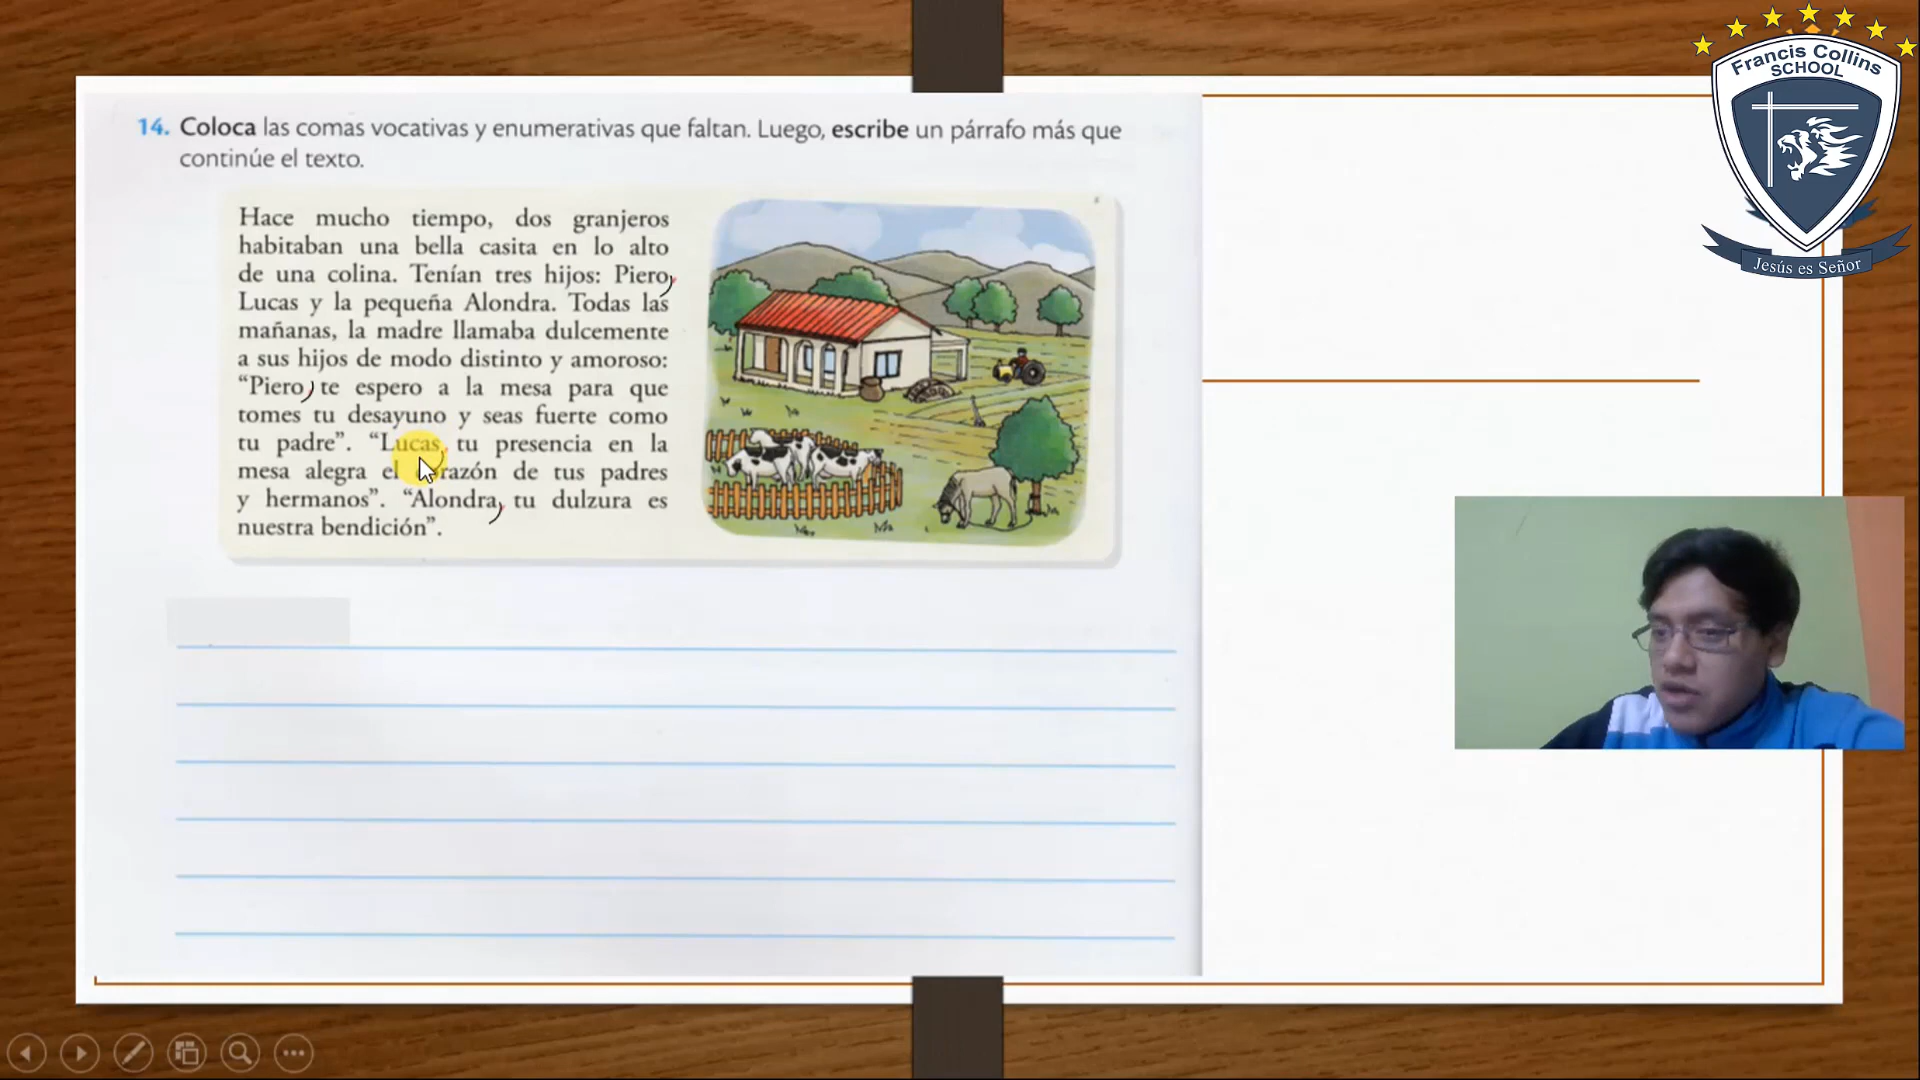 Francis Collins
SCHOOL
Jesús es Señor
14. Coloca las comas vocativas y enumerativas que faltan. Luego, escribe un párrafo más que
continúe el texto.
Hace mucho tiempo, dos granjeros
habitaban una bella casita en lo alto
de una colina. Tenían tres hijos: Piero,
Lucas y la pequeña Alondra. Todas las
mañanas, la madre llamaba dulcemente
a sus hijos de modo distinto y amoroso:
“Piero, te espero a la mesa para que
tomes tu desayuno y seas fuerte como
tu padre”. “Lucas, tu presencia en la
mesa alegra el corazón de tus padres
y hermanos”. “Alondra, tu dulzura es
nuestra bendición”.